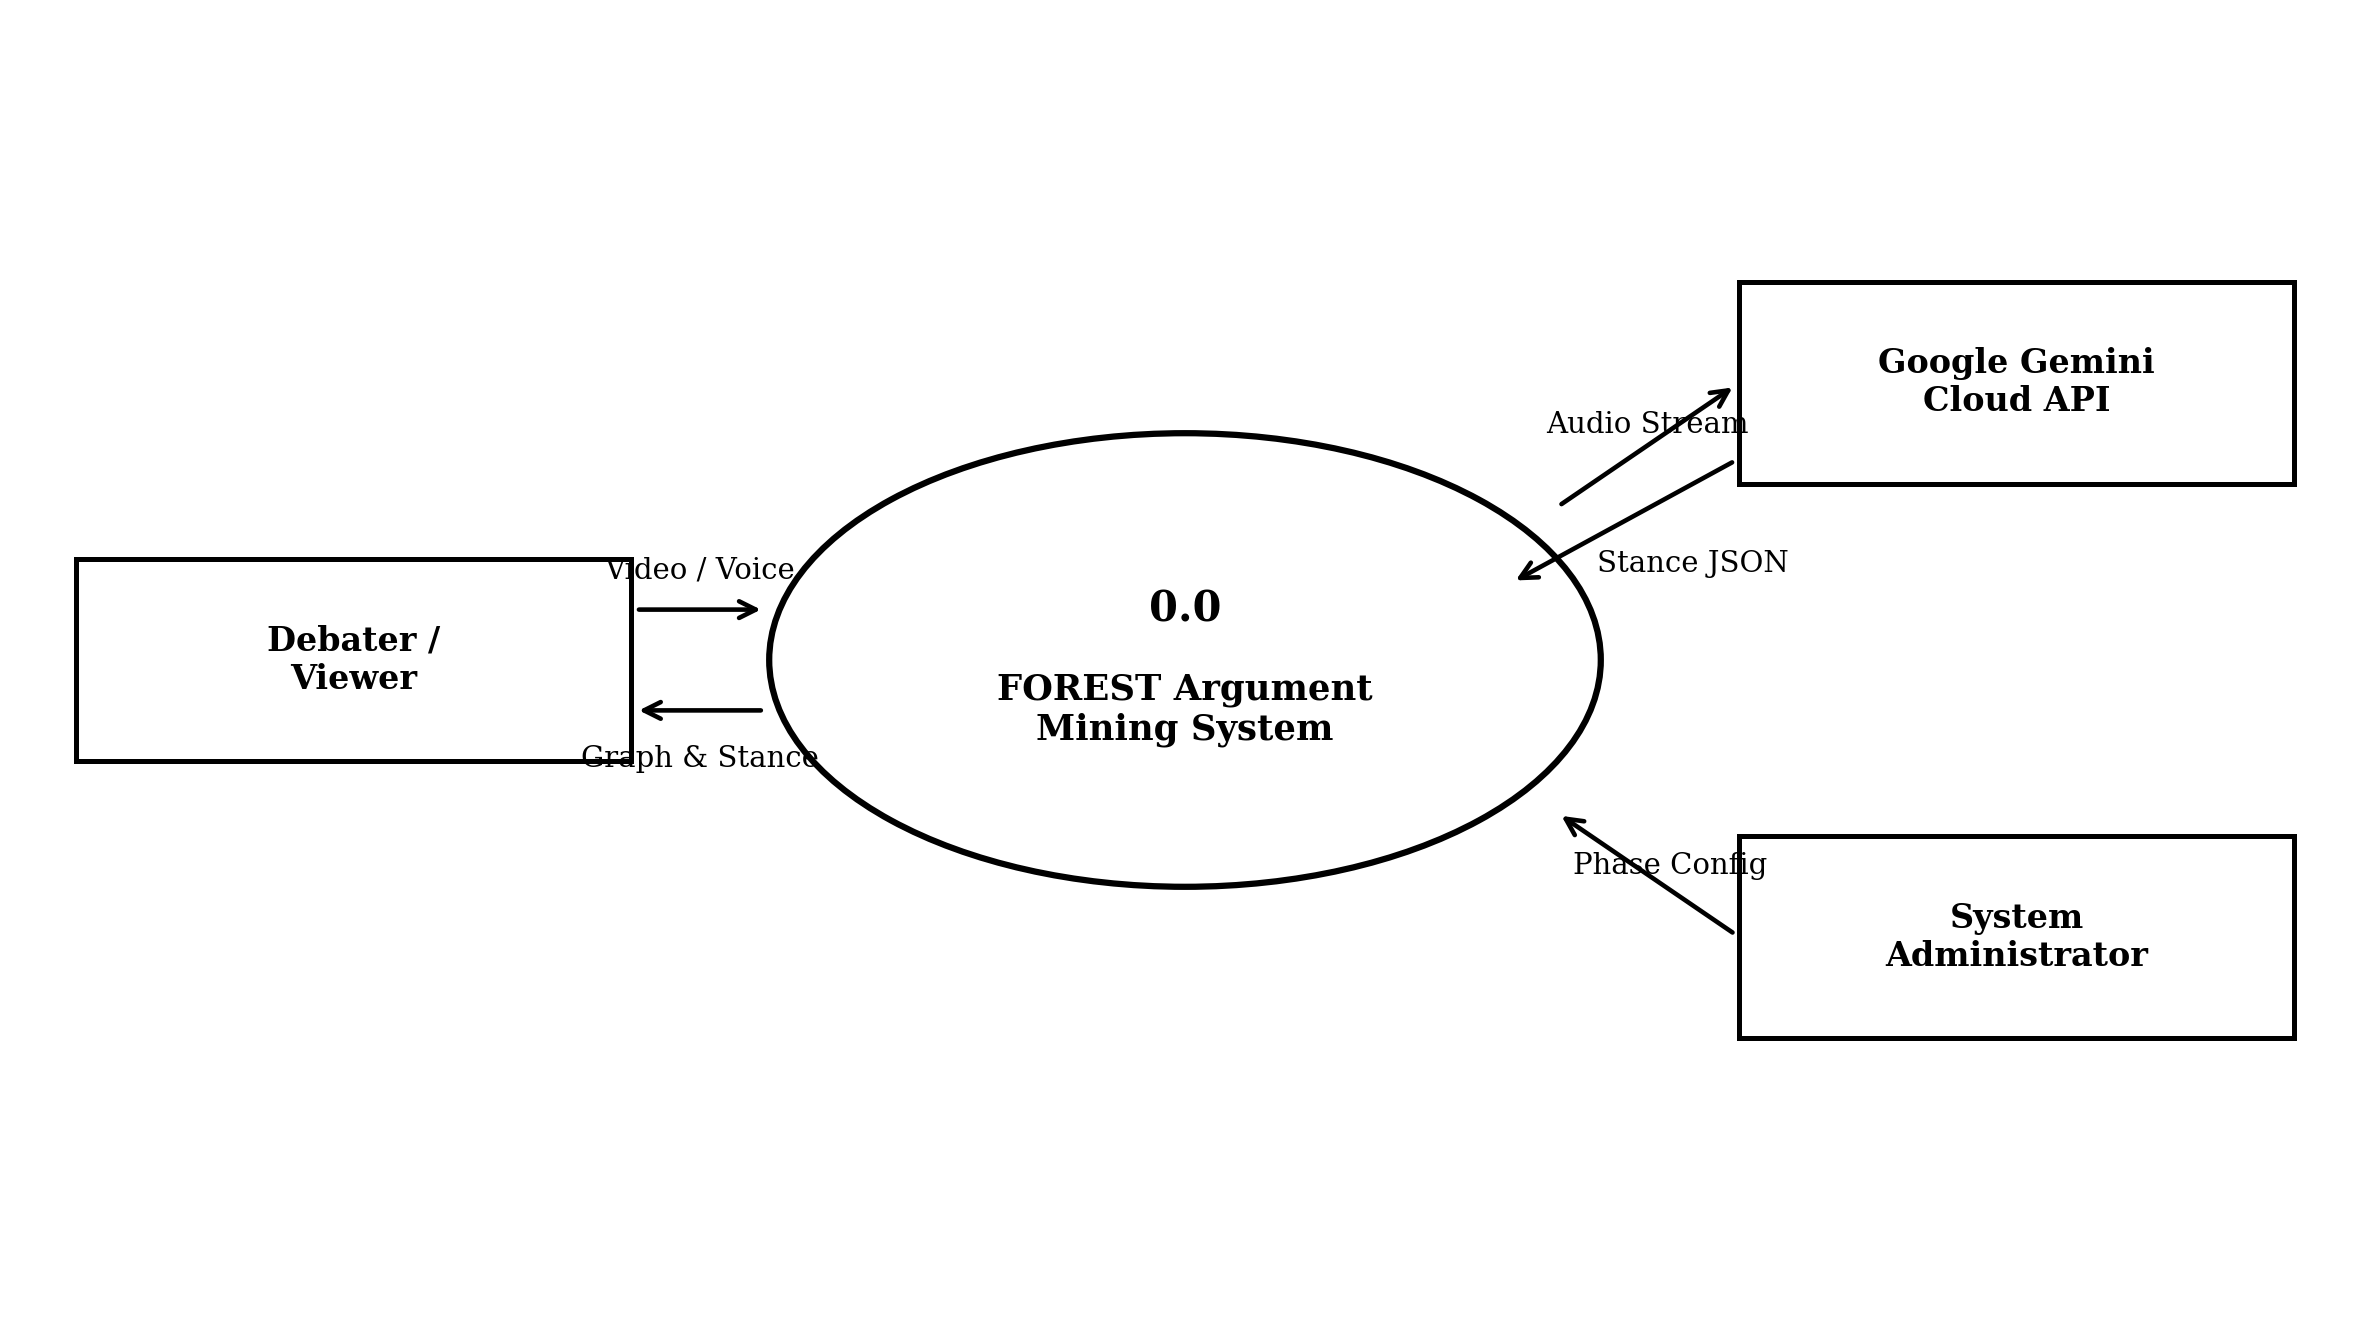 Debater /
Viewer
Video / Voice
Graph & Stance
0.0
FOREST Argument
Mining System
Audio Stream
Stance JSON
Google Gemini
Cloud API
Phase Config
System
Administrator